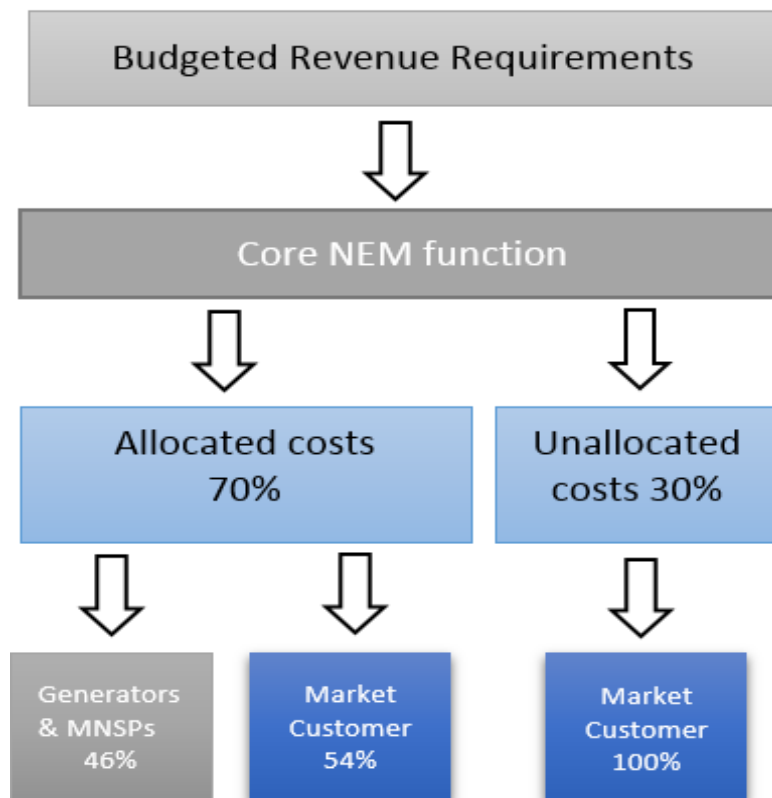 Budgeted Revenue Requirements
Core NEM function
Allocated costs
70%
Unallocated
costs 30%
Generators
& MNSPs
46%
Market
Customer
54%
Market
Customer
100%